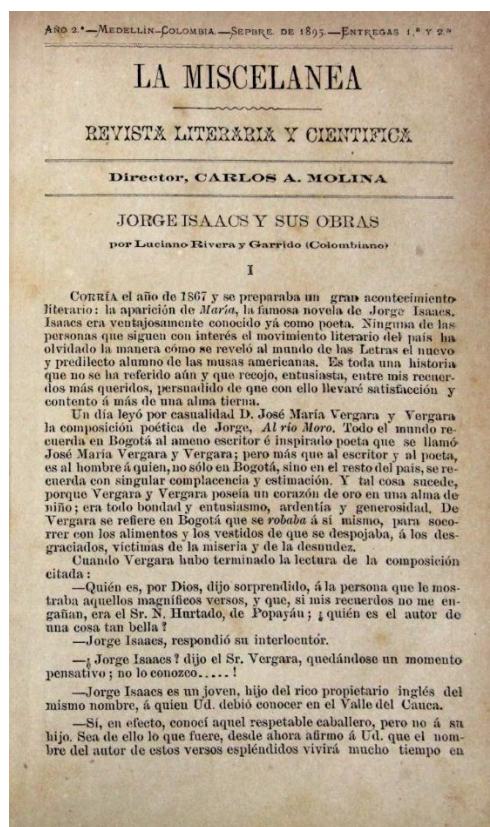 AÑO 2.º—MEDELLÍN-COLOMBIA.—SEPBRE. DE 1895.—ENTREGAS 1.ª Y 2.ª
LA MISCELANEA
REVISTA LITERARIA Y CIENTIFICA
Director, CARLOS A. MOLINA
JORGE ISAACS Y SUS OBRAS
por Luciano Rivera y Garrido (Colombiano)
I
CORRÍA el año de 1867 y se preparaba un gran acontecimiento
literario: la aparición de María, la famosa novela de Jorge Isaacs.
Isaacs era ventajosamente conocido yá como poeta. Ninguna de las
personas que siguen con interés el movimiento literario del país ha
olvidado la manera cómo se reveló al mundo de las Letras el nuevo
y predilecto alumno de las musas americanas. Es toda una historia
que no se ha referido aún y que recojo, entusiasta, entre mis recuer-
dos más queridos, persuadido de que con ello llevaré satisfacción y
contento á más de una alma tierna.
Un día leyó por casualidad D. José María Vergara y Vergara
la composición poética de Jorge, Al río Moro. Todo el mundo re-
cuerda en Bogotá al ameno escritor é inspirado poeta que se llamó
José María Vergara y Vergara; pero más que al escritor y al poeta,
es al hombre á quien, no sólo en Bogotá, sino en el resto del país, se re-
cuerda con singular complacencia y estimación. Y tal cosa sucede,
porque Vergara y Vergara poseía un corazón de oro en una alma de
niño; era todo bondad y entusiasmo, ardentía y generosidad. De
Vergara se refiere en Bogotá que se robaba á sí mismo, para soco-
rrer con los alimentos y los vestidos de que se despojaba, á los des-
graciados, víctimas de la miseria y de la desnudez.
Cuando Vergara hubo terminado la lectura de la composición
citada:
—Quién es, por Dios, dijo sorprendido, á la persona que le mos-
traba aquellos magníficos versos, y que, si mis recuerdos no me en-
gañan, era el Sr. N. Hurtado, de Popayán; ¿quién es el autor de
una cosa tan bella?
—Jorge Isaacs, respondió su interlocutor.
—¿Jorge Isaacs? dijo el Sr. Vergara, quedándose un momento
pensativo; no lo conozco.....!
—Jorge Isaacs es un joven, hijo del rico propietario inglés del
mismo nombre, á quien Ud. debió conocer en el Valle del Cauca.
—Sí, en efecto, conocí aquel respetable caballero, pero no á su
hijo. Sea de ello lo que fuere, desde ahora afirmo á Ud. que el nom-
bre del autor de estos versos espléndidos vivirá mucho tiempo en